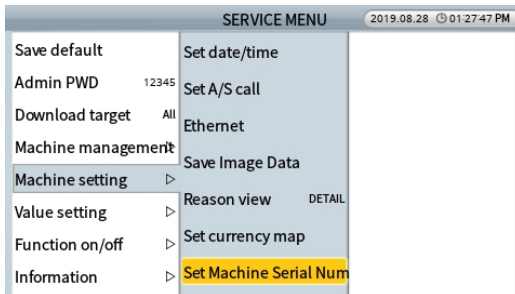 SERVICE MENU
2019.08.28 01:27:47 PM
Save default
Admin PWD 12345
Download target All
Machine management
Machine setting
Value setting
Function on/off
Information
Set date/time
Set A/S call
Ethernet
Save Image Data
Reason view DETAIL
Set currency map
Set Machine Serial Num